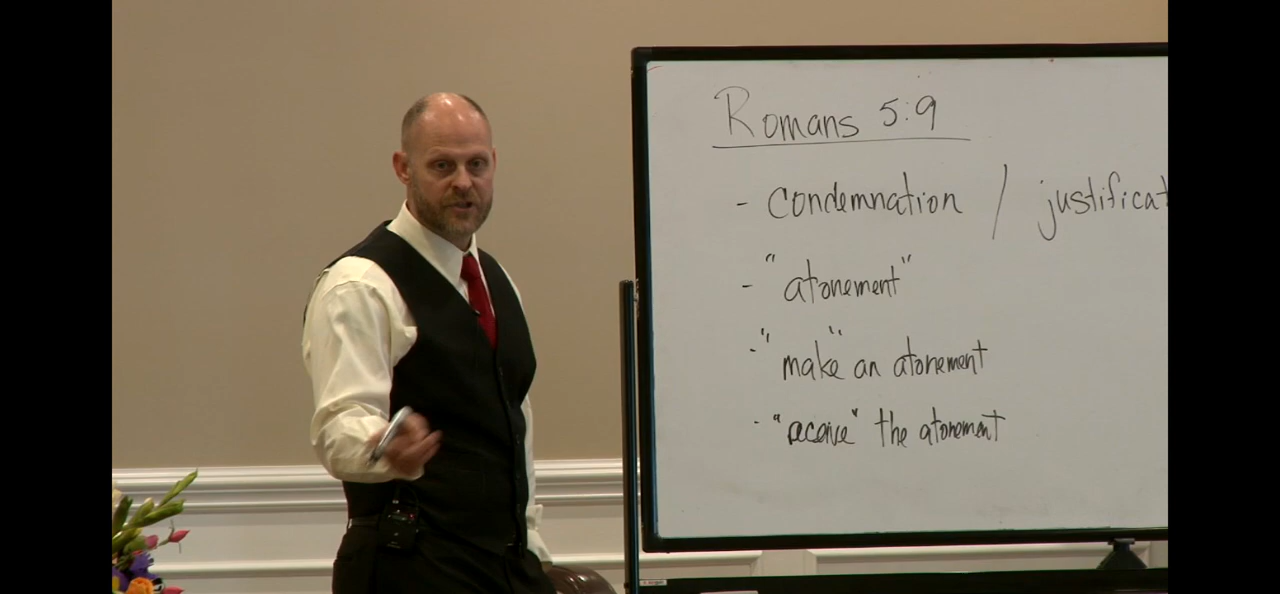 Romans 5:9
- condemnation / justificat
- "atonement"
- "make" an atonement
- "receive" the atonement